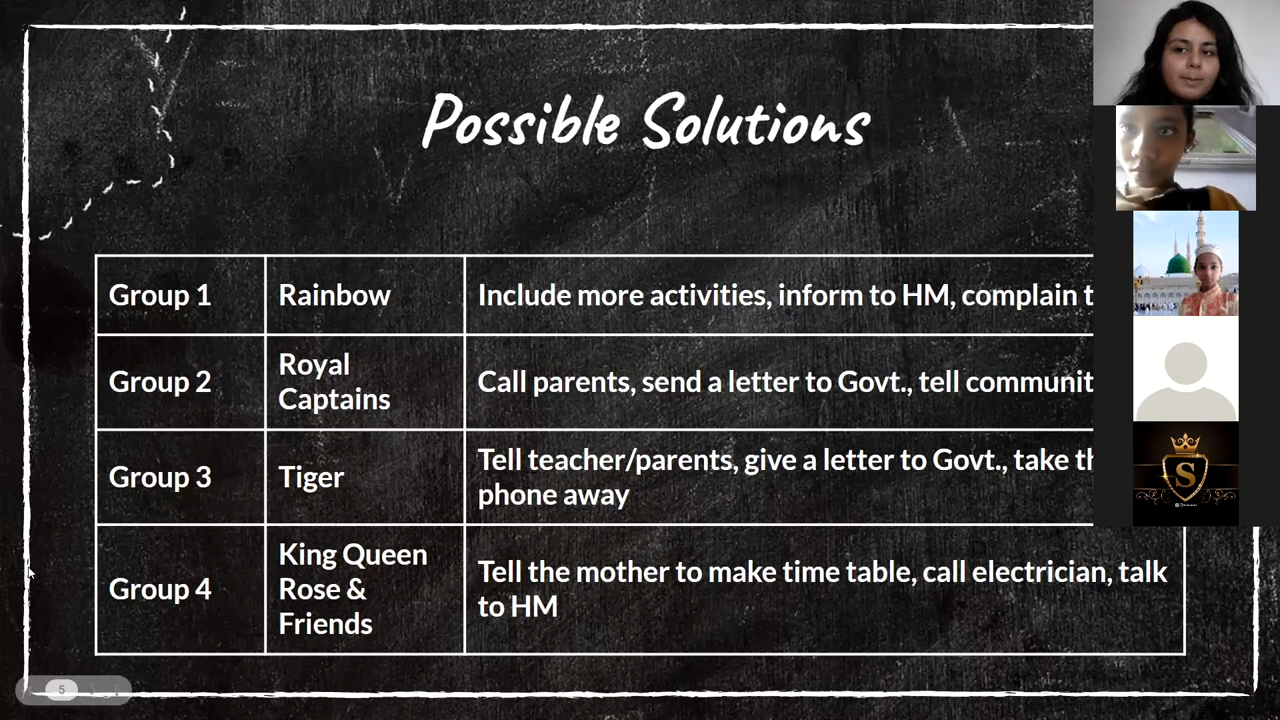 Possible Solutions
Group 1
Rainbow
Include more activities, inform to HM, complain
Group 2
Royal
Captains
Call parents, send a letter to Govt., tell
Group 3
Tiger
Tell teacher/parents, give a letter to Govt., take
phone away
Group 4
King Queen
Rose &
Friends
Tell the mother to make time table, call electrician, talk
to HM
5
S